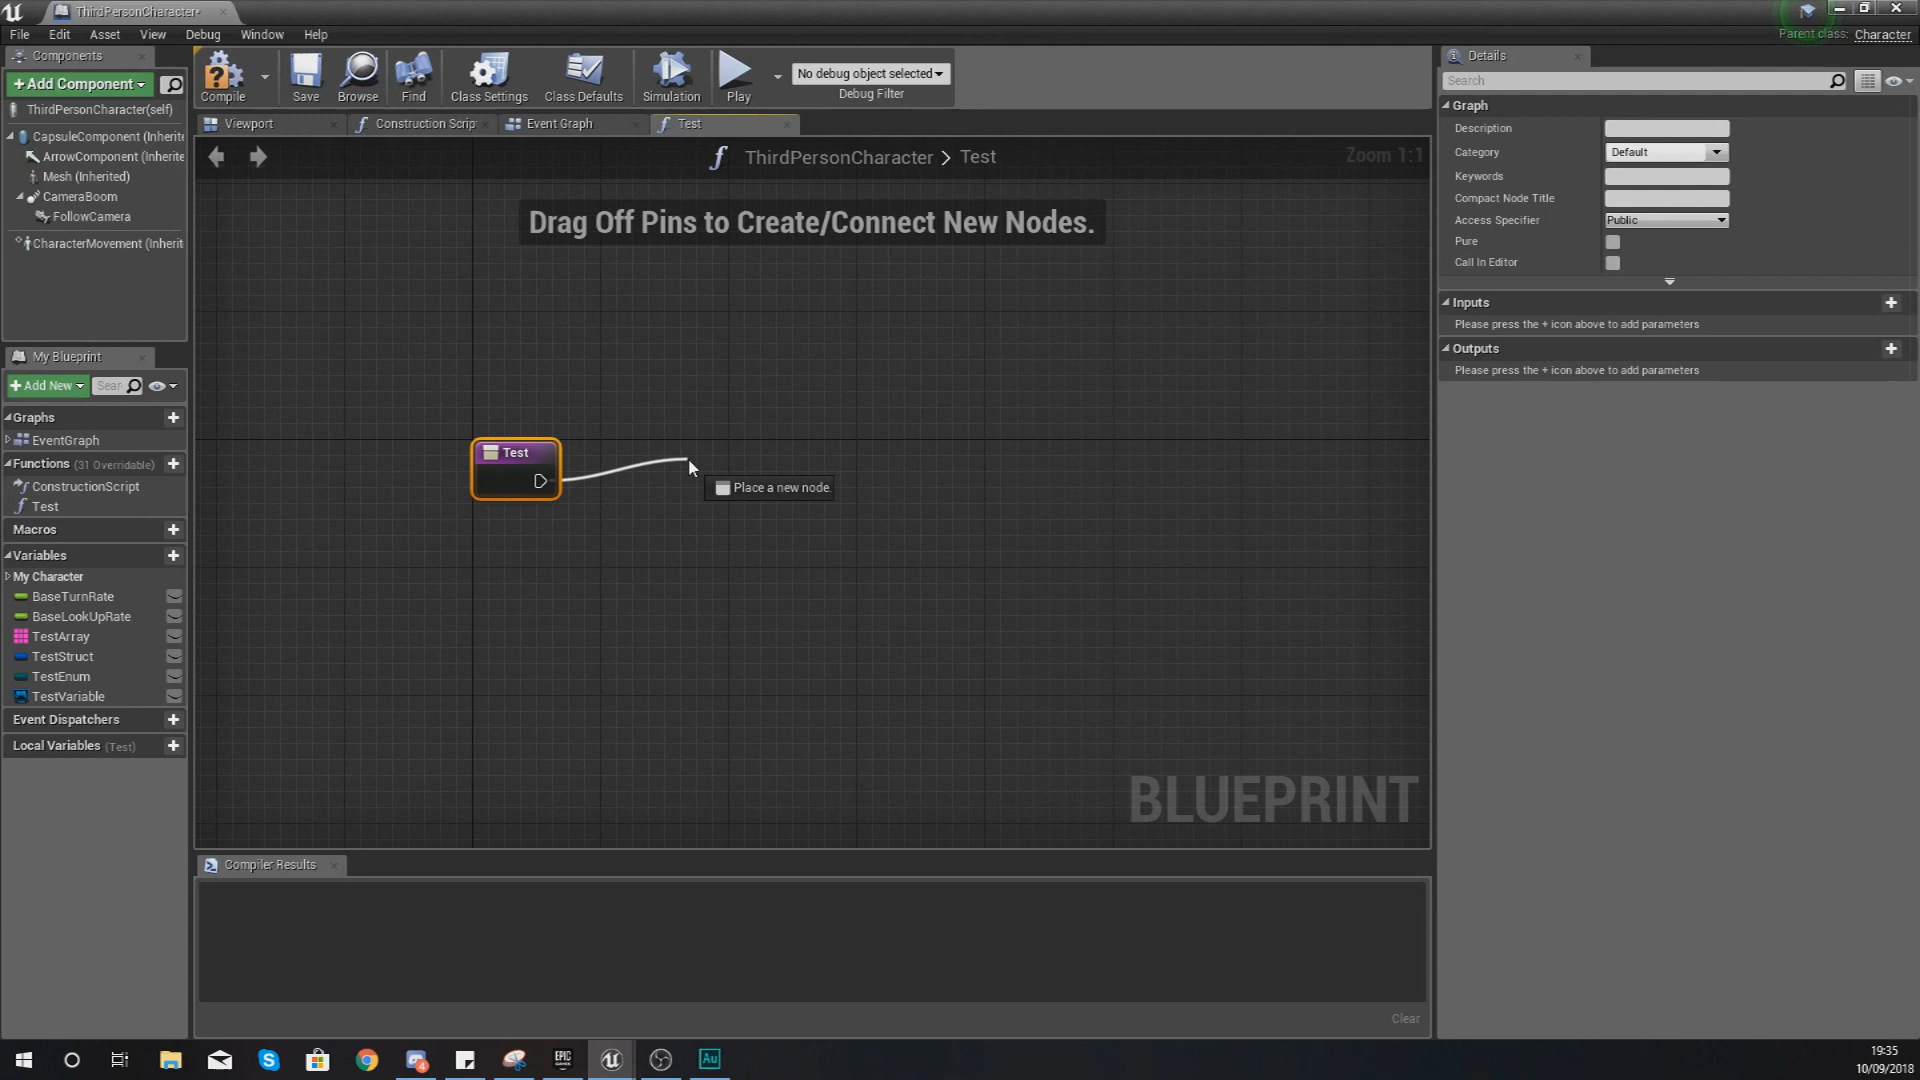 ThirdPersonCharacter*
File Edit Asset View Debug Window Help
Parent class: Character
Components
+Add Component
ThirdPersonCharacter(self)
CapsuleComponent (Inherite
ArrowComponent (Inherite
Mesh (Inherited)
CameraBoom
FollowCamera
CharacterMovement (Inherit
My Blueprint
+Add New
Sear
Graphs
EventGraph
Functions (31 Overridable)
ConstructionScript
Test
Macros
Variables
My Character
BaseTurnRate
BaseLookUpRate
TestArray
TestStruct
TestEnum
TestVariable
Event Dispatchers
Local Variables (Test)
Compile Save Browse Find Class Settings Class Defaults Simulation Play
No debug object selected
Debug Filter
Viewport Construction Scrip Event Graph Test
ThirdPersonCharacter > Test
Zoom 1:1
Drag Off Pins to Create/Connect New Nodes.
Test
Place a new node.
BLUEPRINT
Compiler Results
Clear
Details
Search
Graph
Description
Category Default
Keywords
Compact Node Title
Access Specifier Public
Pure
Call In Editor
Inputs
Please press the + icon above to add parameters
Outputs
Please press the + icon above to add parameters
4
EPIC
GAMES
Au
19:35
10/09/2018